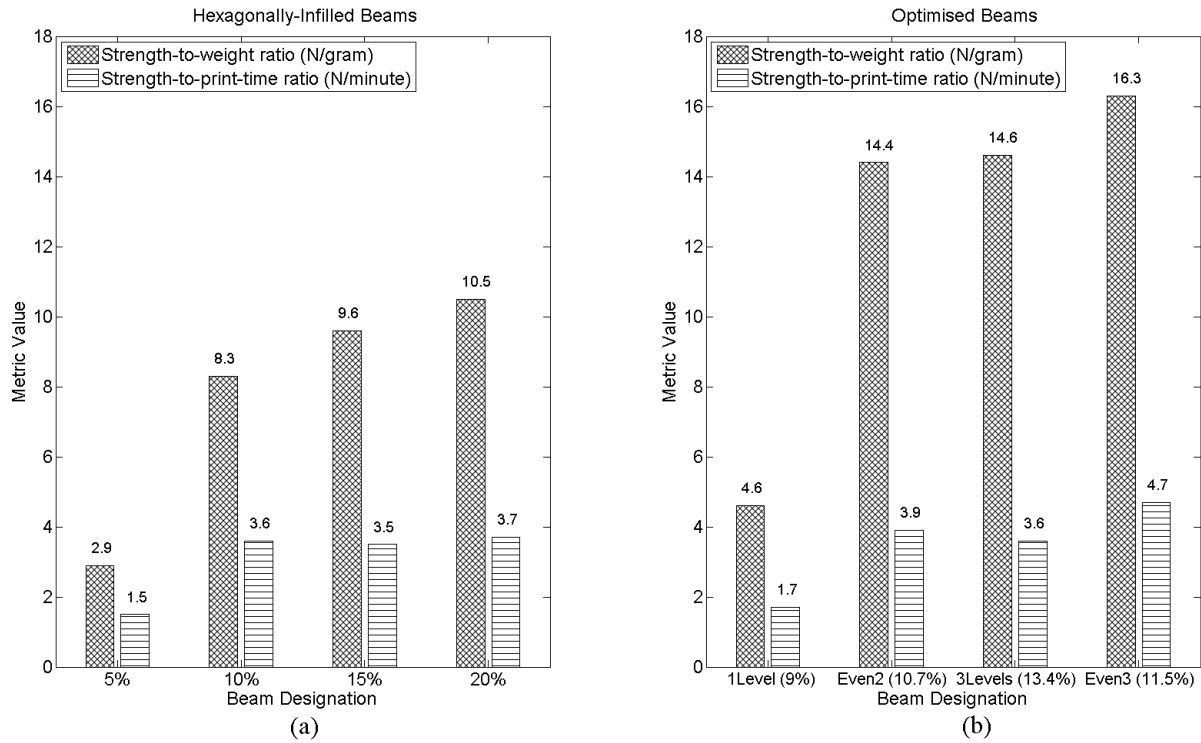 Hexagonally-Infilled Beams
18
16
14
12
10
8
6
4
2
0
Metric Value
Strength-to-weight ratio (N/gram)
Strength-to-print-time ratio (N/minute)
2.9
1.5
8.3
3.6
9.6
3.5
10.5
3.7
5%
10%
15%
20%
Beam Designation
(a)
Optimised Beams
18
16
14
12
10
8
6
4
2
0
Metric Value
Strength-to-weight ratio (N/gram)
Strength-to-print-time ratio (N/minute)
4.6
1.7
14.4
3.9
14.6
3.6
16.3
4.7
1Level (9%)
Even2 (10.7%)
3Levels (13.4%)
Even3 (11.5%)
Beam Designation
(b)